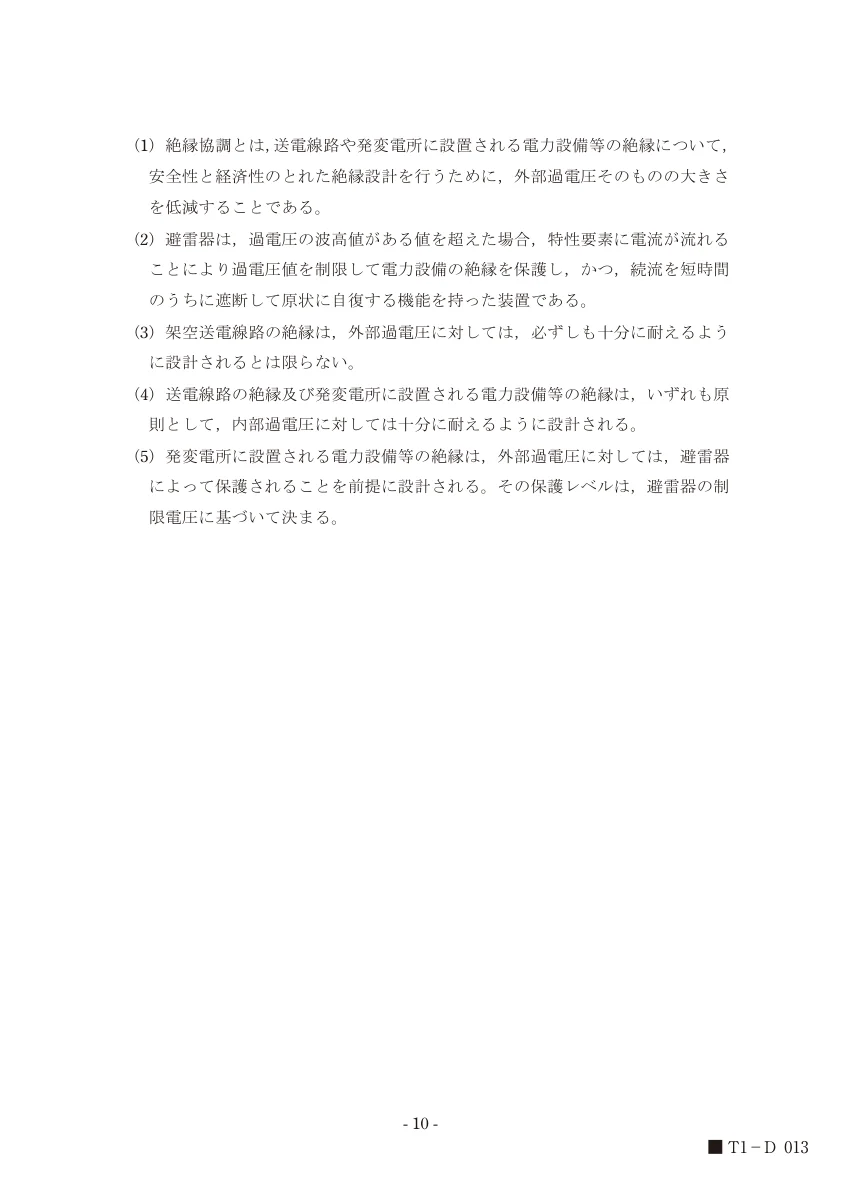 (1) 絶縁協調とは,送電線路や発変電所に設置される電力設備等の絶縁について,
安全性と経済性のとれた絶縁設計を行うために,外部過電圧そのものの大きさ
を低減することである。
(2) 避雷器は,過電圧の波高値がある値を超えた場合,特性要素に電流が流れる
ことにより過電圧値を制限して電力設備の絶縁を保護し,かつ,続流を短時間
のうちに遮断して原状に自復する機能を持った装置である。
(3) 架空送電線路の絶縁は,外部過電圧に対しては,必ずしも十分に耐えるよう
に設計されるとは限らない。
(4) 送電線路の絶縁及び発変電所に設置される電力設備等の絶縁は,いずれも原
則として,内部過電圧に対しては十分に耐えるように設計される。
(5) 発変電所に設置される電力設備等の絶縁は,外部過電圧に対しては,避雷器
によって保護されることを前提に設計される。その保護レベルは,避雷器の制
限電圧に基づいて決まる。
- 10 -
■ T1−D 013